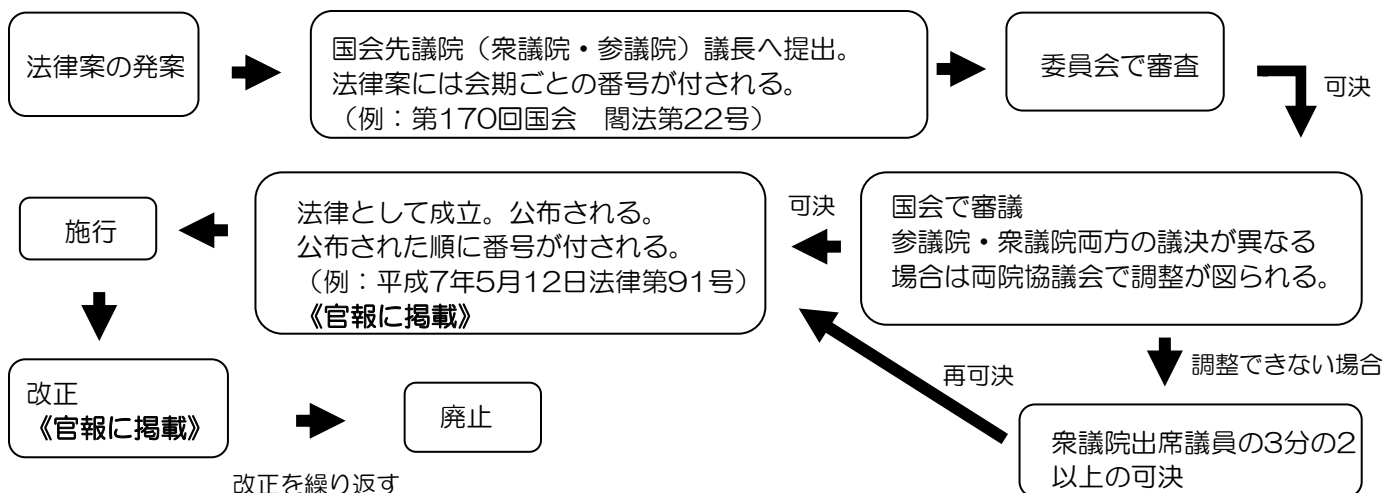 法律案の発案
国会先議院（衆議院・参議院）議長へ提出。
法律案には会期ごとの番号が付される。
（例：第170回国会　閣法第22号）
委員会で審査
可決
国会で審議
参議院・衆議院両方の議決が異なる
場合は両院協議会で調整が図られる。
可決
調整できない場合
衆議院出席議員の3分の2
以上の可決
再可決
法律として成立。公布される。
公布された順に番号が付される。
（例：平成7年5月12日法律第91号）
《官報に掲載》
施行
改正
《官報に掲載》
改正を繰り返す
廃止